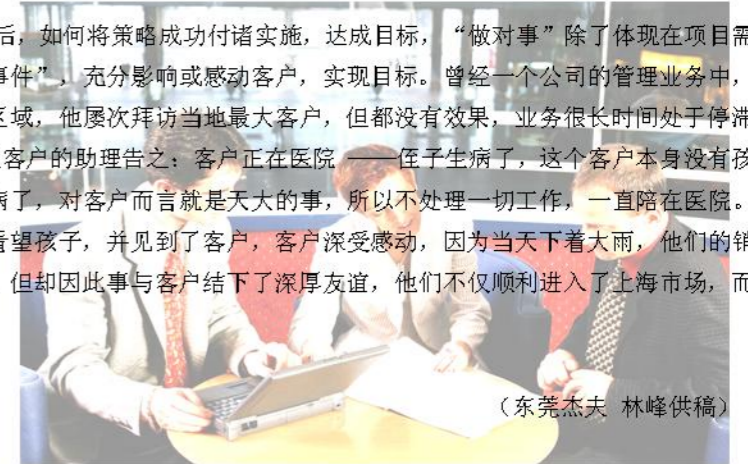 后，如何将策略成功付诸实施，达成目标，“做对事”除了体现在项目需
事件”，充分影响或感动客户，实现目标。曾经一个公司的管理业务中，
区域，他屡次拜访当地最大客户，但都没有效果，业务很长时间处于停滞
客户的助理告之：客户正在医院 ——侄子生病了，这个客户本身没有孩
病了，对客户而言就是天大的事，所以不处理一切工作，一直陪在医院。
看望孩子，并见到了客户，客户深受感动，因为当天下着大雨，他们的销
但却因此事与客户结下了深厚友谊，他们不仅顺利进入了上海市场，而
（东莞杰夫 林峰供稿）